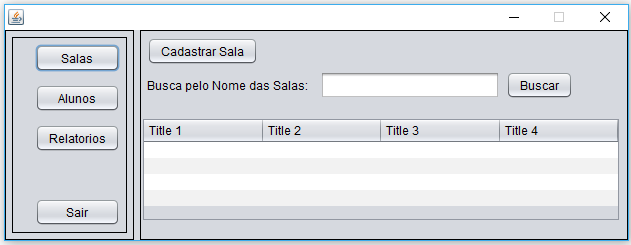 Salas
Alunos
Relatorios
Sair
Cadastrar Sala
Busca pelo Nome das Salas:
Buscar
Title 1 Title 2 Title 3 Title 4